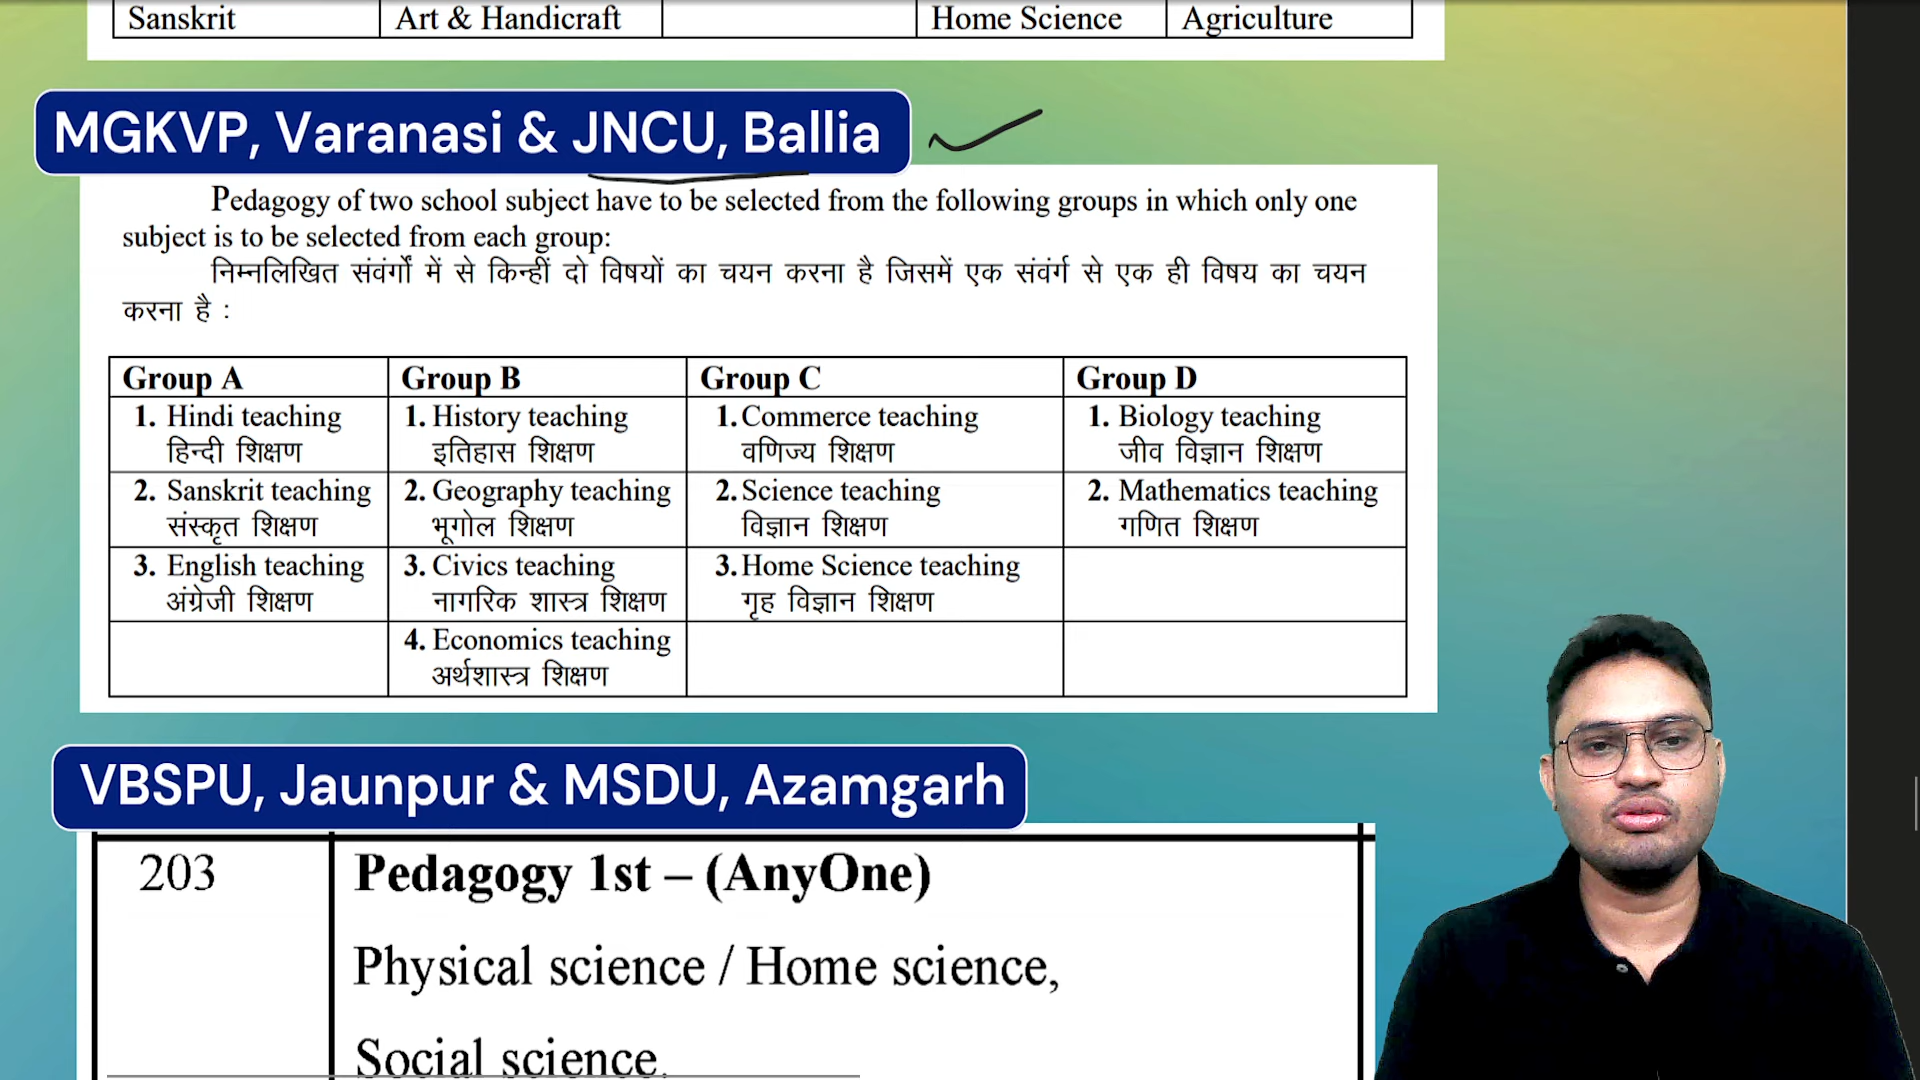 Sanskrit Art & Handicraft Home Science Agriculture
MGKVP, Varanasi & JNCU, Ballia
Pedagogy of two school subject have to be selected from the following groups in which only one
subject is to be selected from each group:
निम्नलिखित संवंर्गों में से किन्हीं दो विषयों का चयन करना है जिसमें एक संवंर्ग से एक ही विषय का चयन
करना है :
Group A Group B Group C Group D
1. Hindi teaching 1. History teaching 1. Commerce teaching 1. Biology teaching
हिन्दी शिक्षण इतिहास शिक्षण वणिज्य शिक्षण जीव विज्ञान शिक्षण
2. Sanskrit teaching 2. Geography teaching 2. Science teaching 2. Mathematics teaching
संस्कृत शिक्षण भूगोल शिक्षण विज्ञान शिक्षण गणित शिक्षण
3. English teaching 3. Civics teaching 3. Home Science teaching
अंग्रेजी शिक्षण नागरिक शास्त्र शिक्षण गृह विज्ञान शिक्षण
4. Economics teaching
अर्थशास्त्र शिक्षण
VBSPU, Jaunpur & MSDU, Azamgarh
203 Pedagogy 1st – (AnyOne)
Physical science / Home science,
Social science,